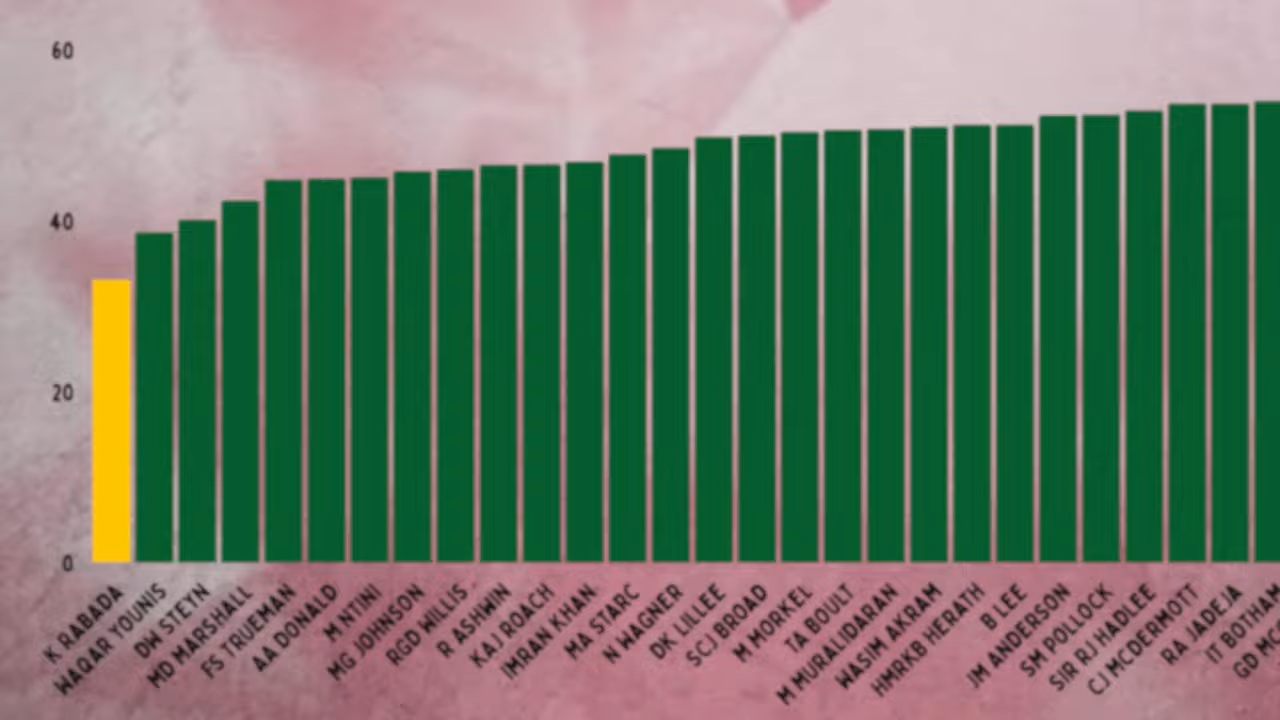 60
40
20
0
K RABADA
WAQAR YOUNIS
DW STEYN
MD MARSHALL
FS TRUEMAN
AA DONALD
M NTINI
MG JOHNSON
RGD WILLIS
R ASHWIN
KAJ ROACH
IMRAN KHAN
MA STARC
N WAGNER
DK LILLEE
SCJ BROAD
M MORKEL
TA BOULT
M MURALIDARAN
WASIM AKRAM
HMRKB HERATH
B LEE
JM ANDERSON
SM POLLOCK
SIR RJ HADLEE
CJ MCDERMOTT
RA JADEJA
IT BOTHAM
GD MC